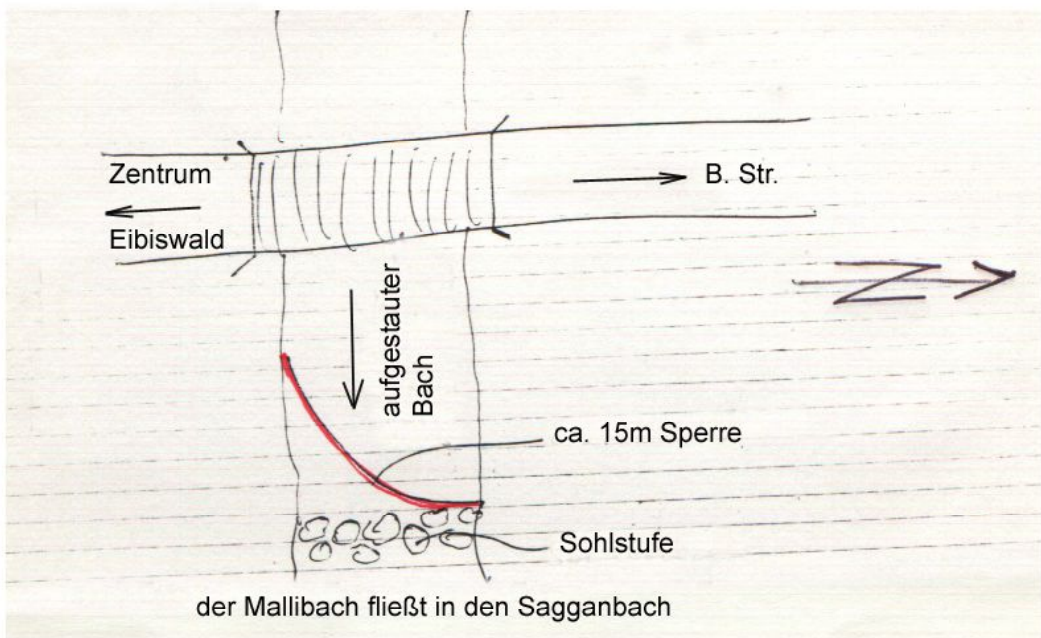 Zentrum
Eibiswald
B. Str.
aufgestauter
Bach
ca. 15m Sperre
Sohlstufe
der Mallibach fließt in den Sagganbach